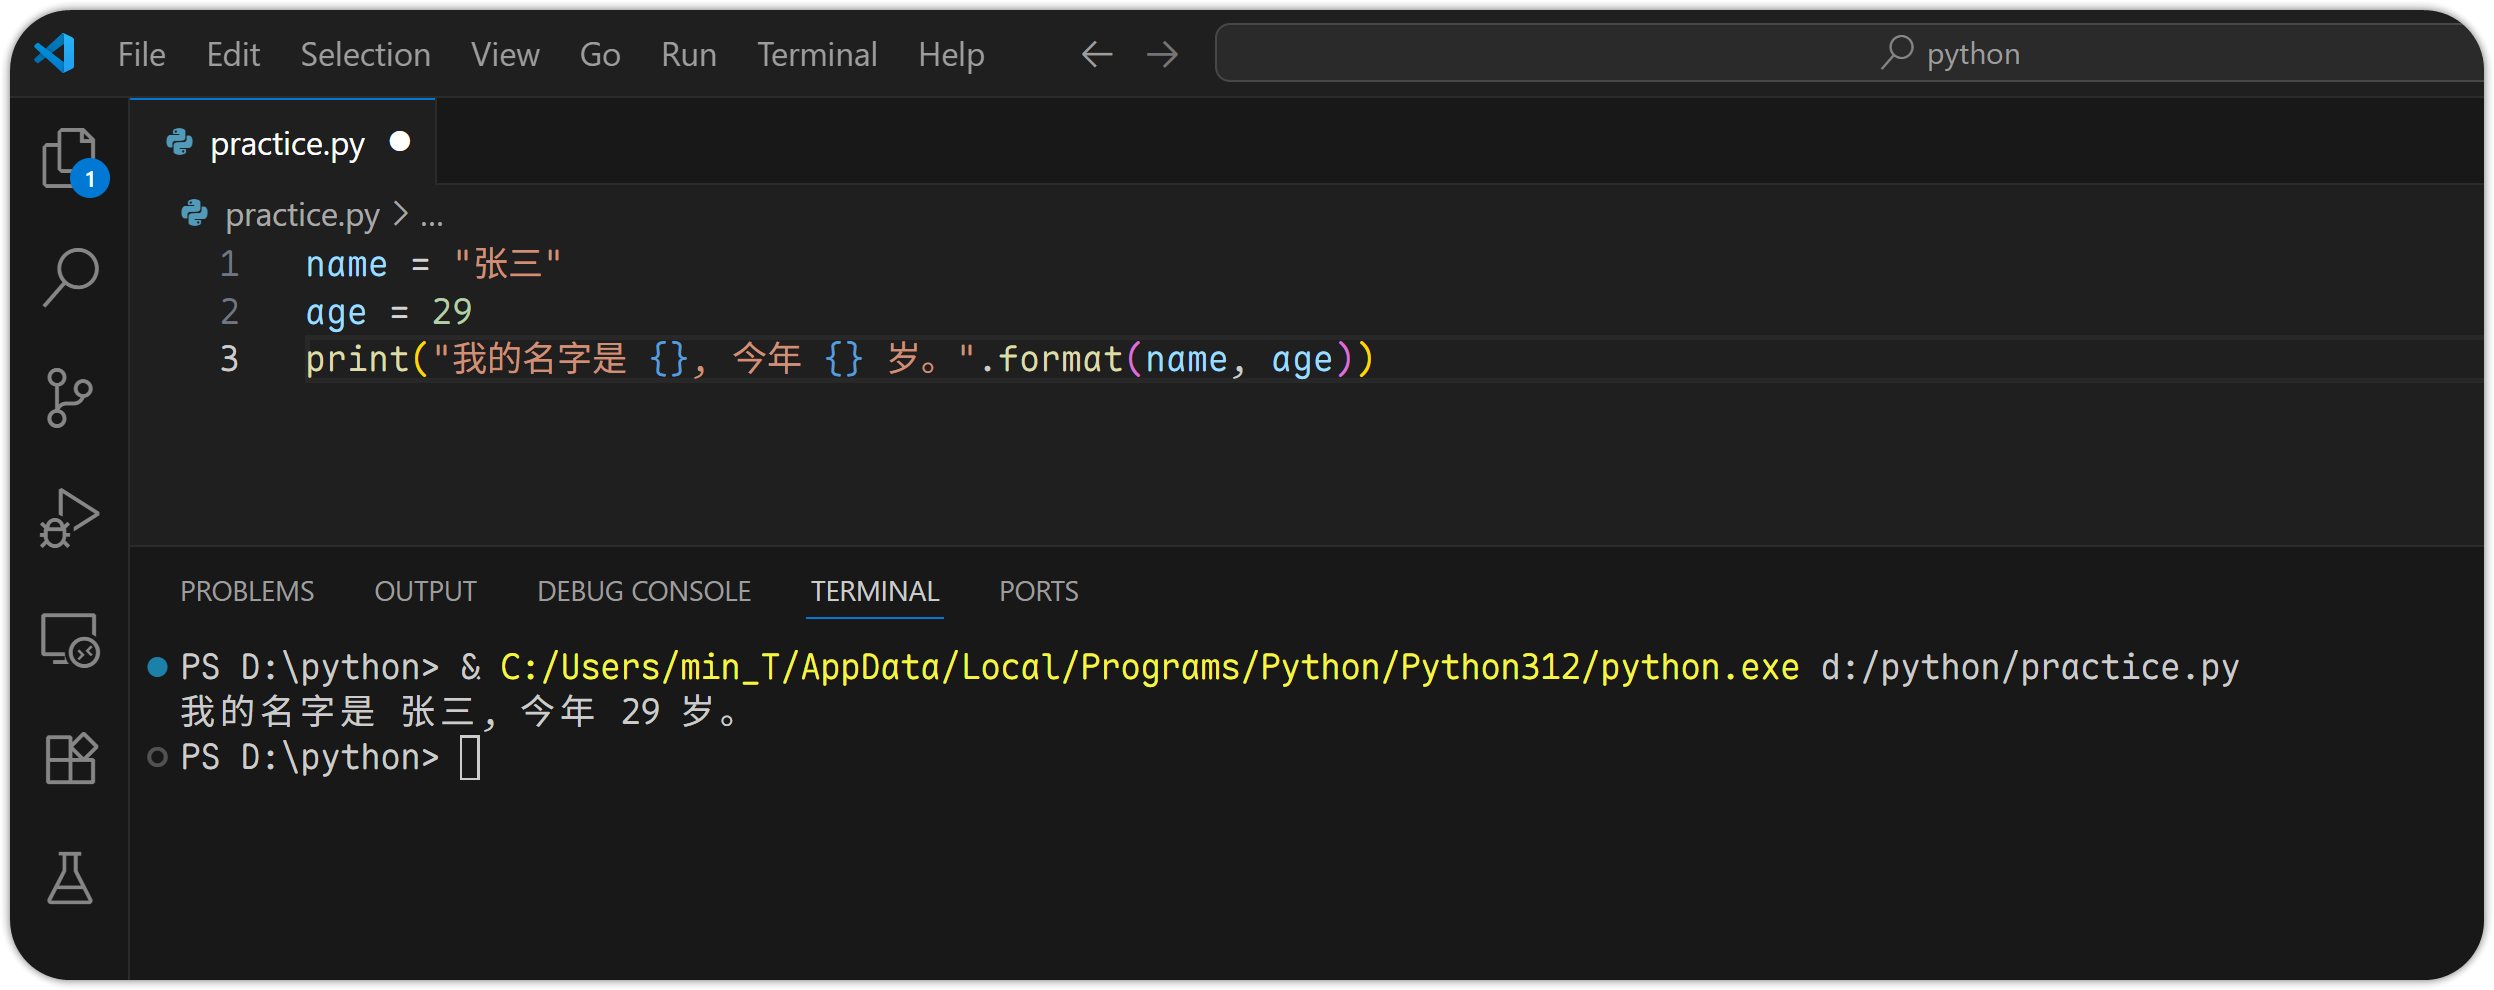 File Edit Selection View Go Run Terminal Help python
practice.py
1
practice.py > ...
1 name = "张三"
2 age = 29
3 print("我的名字是 {}, 今年 {} 岁。".format(name, age))
PROBLEMS OUTPUT DEBUG CONSOLE TERMINAL PORTS
PS D:\python> & C:/Users/min_T/AppData/Local/Programs/Python/Python312/python.exe d:/python/practice.py
我的名字是 张三, 今年 29 岁。
PS D:\python>